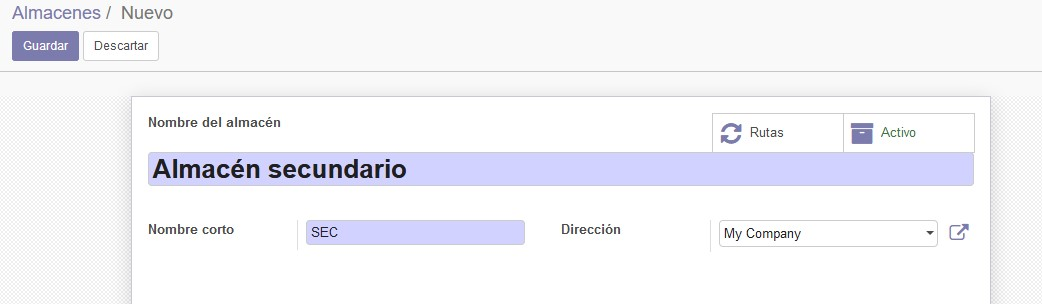 Almacenes / Nuevo
Guardar Descartar
Nombre del almacén
Rutas Activo
Almacén secundario
Nombre corto SEC Dirección My Company